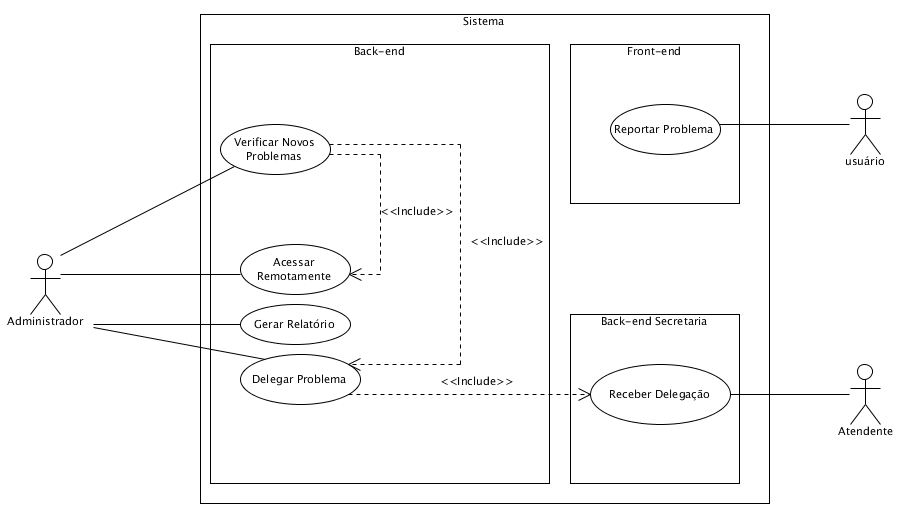 Sistema
Back-end
Front-end
Verificar Novos
Problemas
Reportar Problema
usuário
<<Include>>
<<Include>>
Acessar
Remotamente
Administrador
Gerar Relatório
Back-end Secretaria
Delegar Problema
<<Include>>
Receber Delegação
Atendente